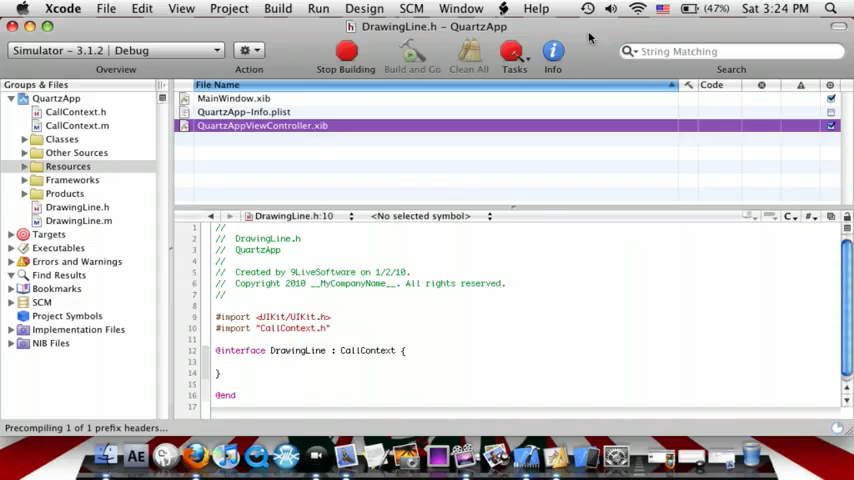 Xcode File Edit View Project Build Run Design SCM Window Help (47%) Sat 3:24 PM
DrawingLine.h - QuartzApp
Simulator - 3.1.2 | Debug
String Matching
Overview Action Stop Building Build and Go Clean All Tasks Info Search
Groups & Files
File Name Code
QuartzApp
CallContext.h
CallContext.m
Classes
Other Sources
Resources
Frameworks
Products
DrawingLine.h
DrawingLine.m
Targets
Executables
Errors and Warnings
Find Results
Bookmarks
SCM
Project Symbols
Implementation Files
NIB Files
MainWindow.xib
QuartzApp-Info.plist
QuartzAppViewController.xib
DrawingLine.h:10 <No selected symbol> C #
1 //
2 // DrawingLine.h
3 // QuartzApp
4 //
5 // Created by 9LiveSoftware on 1/2/10.
6 // Copyright 2010 __MyCompanyName__. All rights reserved.
7 //
8
9 #import <UIKit/UIKit.h>
10 #import "CallContext.h"
11
12 @interface DrawingLine : CallContext {
13
14 }
15
16 @end
17
Precompiling 1 of 1 prefix headers...
AE